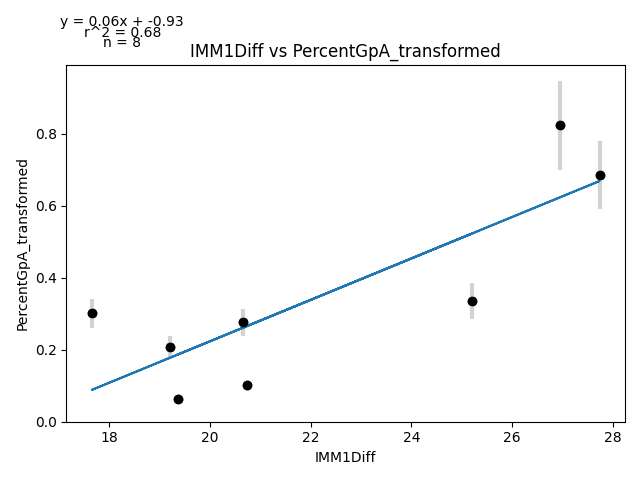 y = 0.06x + -0.93
r^2 = 0.68
n = 8
IMM1Diff vs PercentGpA_transformed
PercentGpA_transformed
0.8
0.6
0.4
0.2
0.0
18 20 22 24 26 28
IMM1Diff